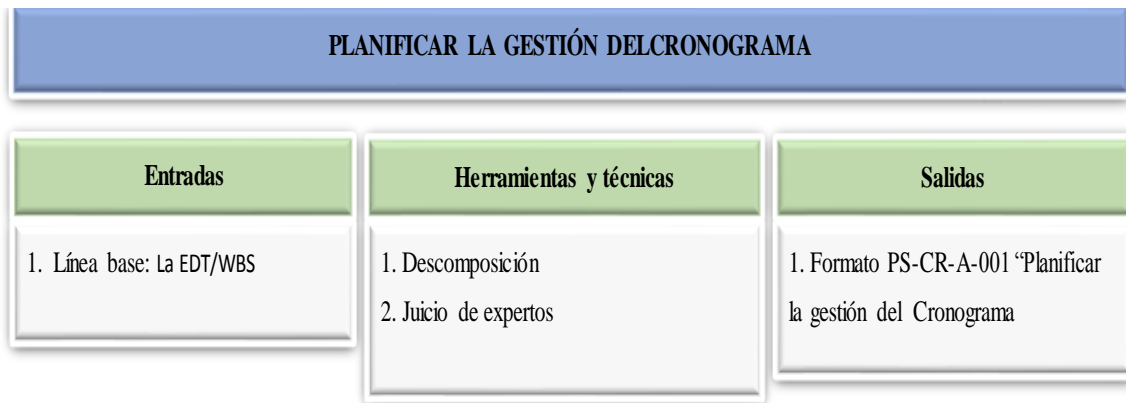 PLANIFICAR LA GESTIÓN DELCRONOGRAMA
Entradas
1. Línea base: La EDT/WBS
Herramientas y técnicas
1. Descomposición
2. Juicio de expertos
Salidas
1. Formato PS-CR-A-001 “Planificar
la gestión del Cronograma